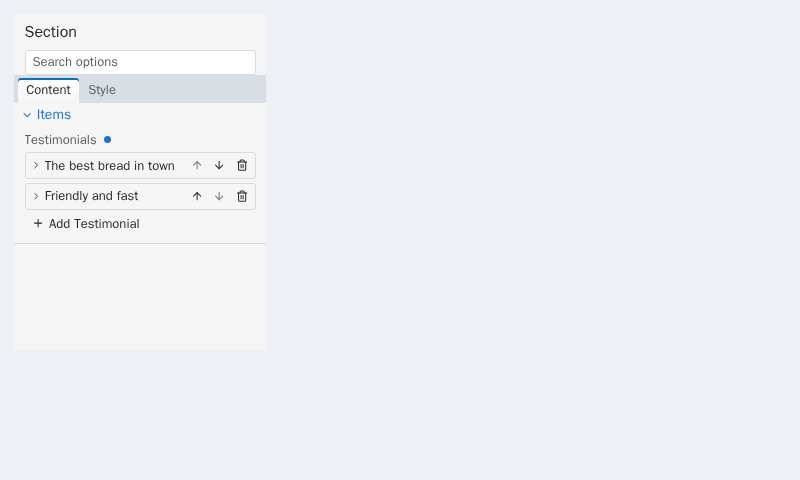 Section
Search options
Content Style
Items
Testimonials
The best bread in town
Friendly and fast
Add Testimonial